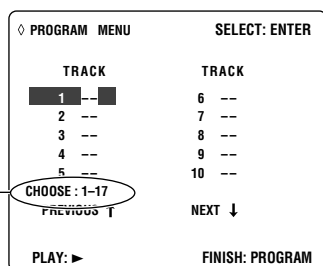 ◊ PROGRAM MENU SELECT: ENTER
TRACK TRACK
1 -- 6 --
2 -- 7 --
3 -- 8 --
4 -- 9 --
5 -- 10 --
CHOOSE : 1–17
PREVIOUS ↑ NEXT ↓
PLAY: ► FINISH: PROGRAM